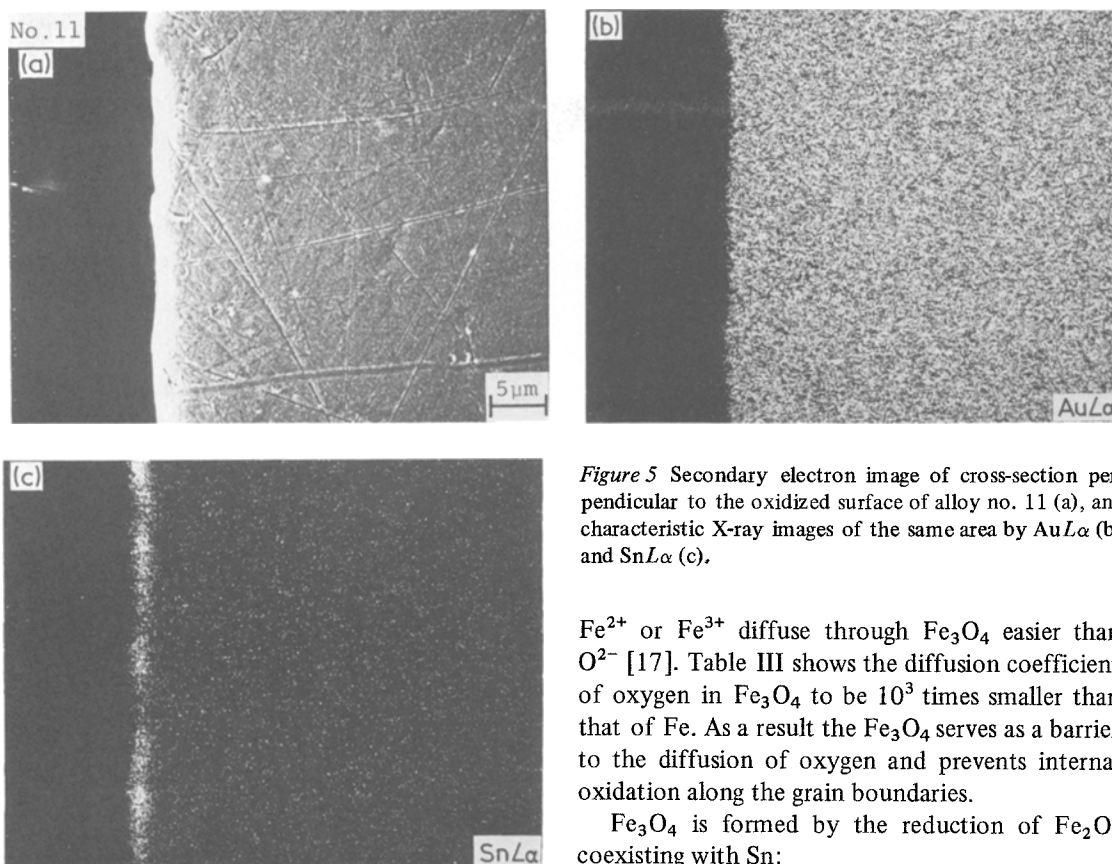 No.11
(a)
5μm
(b)
AuLα
(c)
SnLα
Figure 5 Secondary electron image of cross-section per
pendicular to the oxidized surface of alloy no. 11 (a), an
characteristic X-ray images of the same area by AuLα (b
and SnLα (c).
Fe²⁺ or Fe³⁺ diffuse through Fe₃O₄ easier than
O²⁻ [17]. Table III shows the diffusion coefficien
of oxygen in Fe₃O₄ to be 10³ times smaller than
that of Fe. As a result the Fe₃O₄ serves as a barrier
to the diffusion of oxygen and prevents interna
oxidation along the grain boundaries.
Fe₃O₄ is formed by the reduction of Fe₂O
coexisting with Sn: